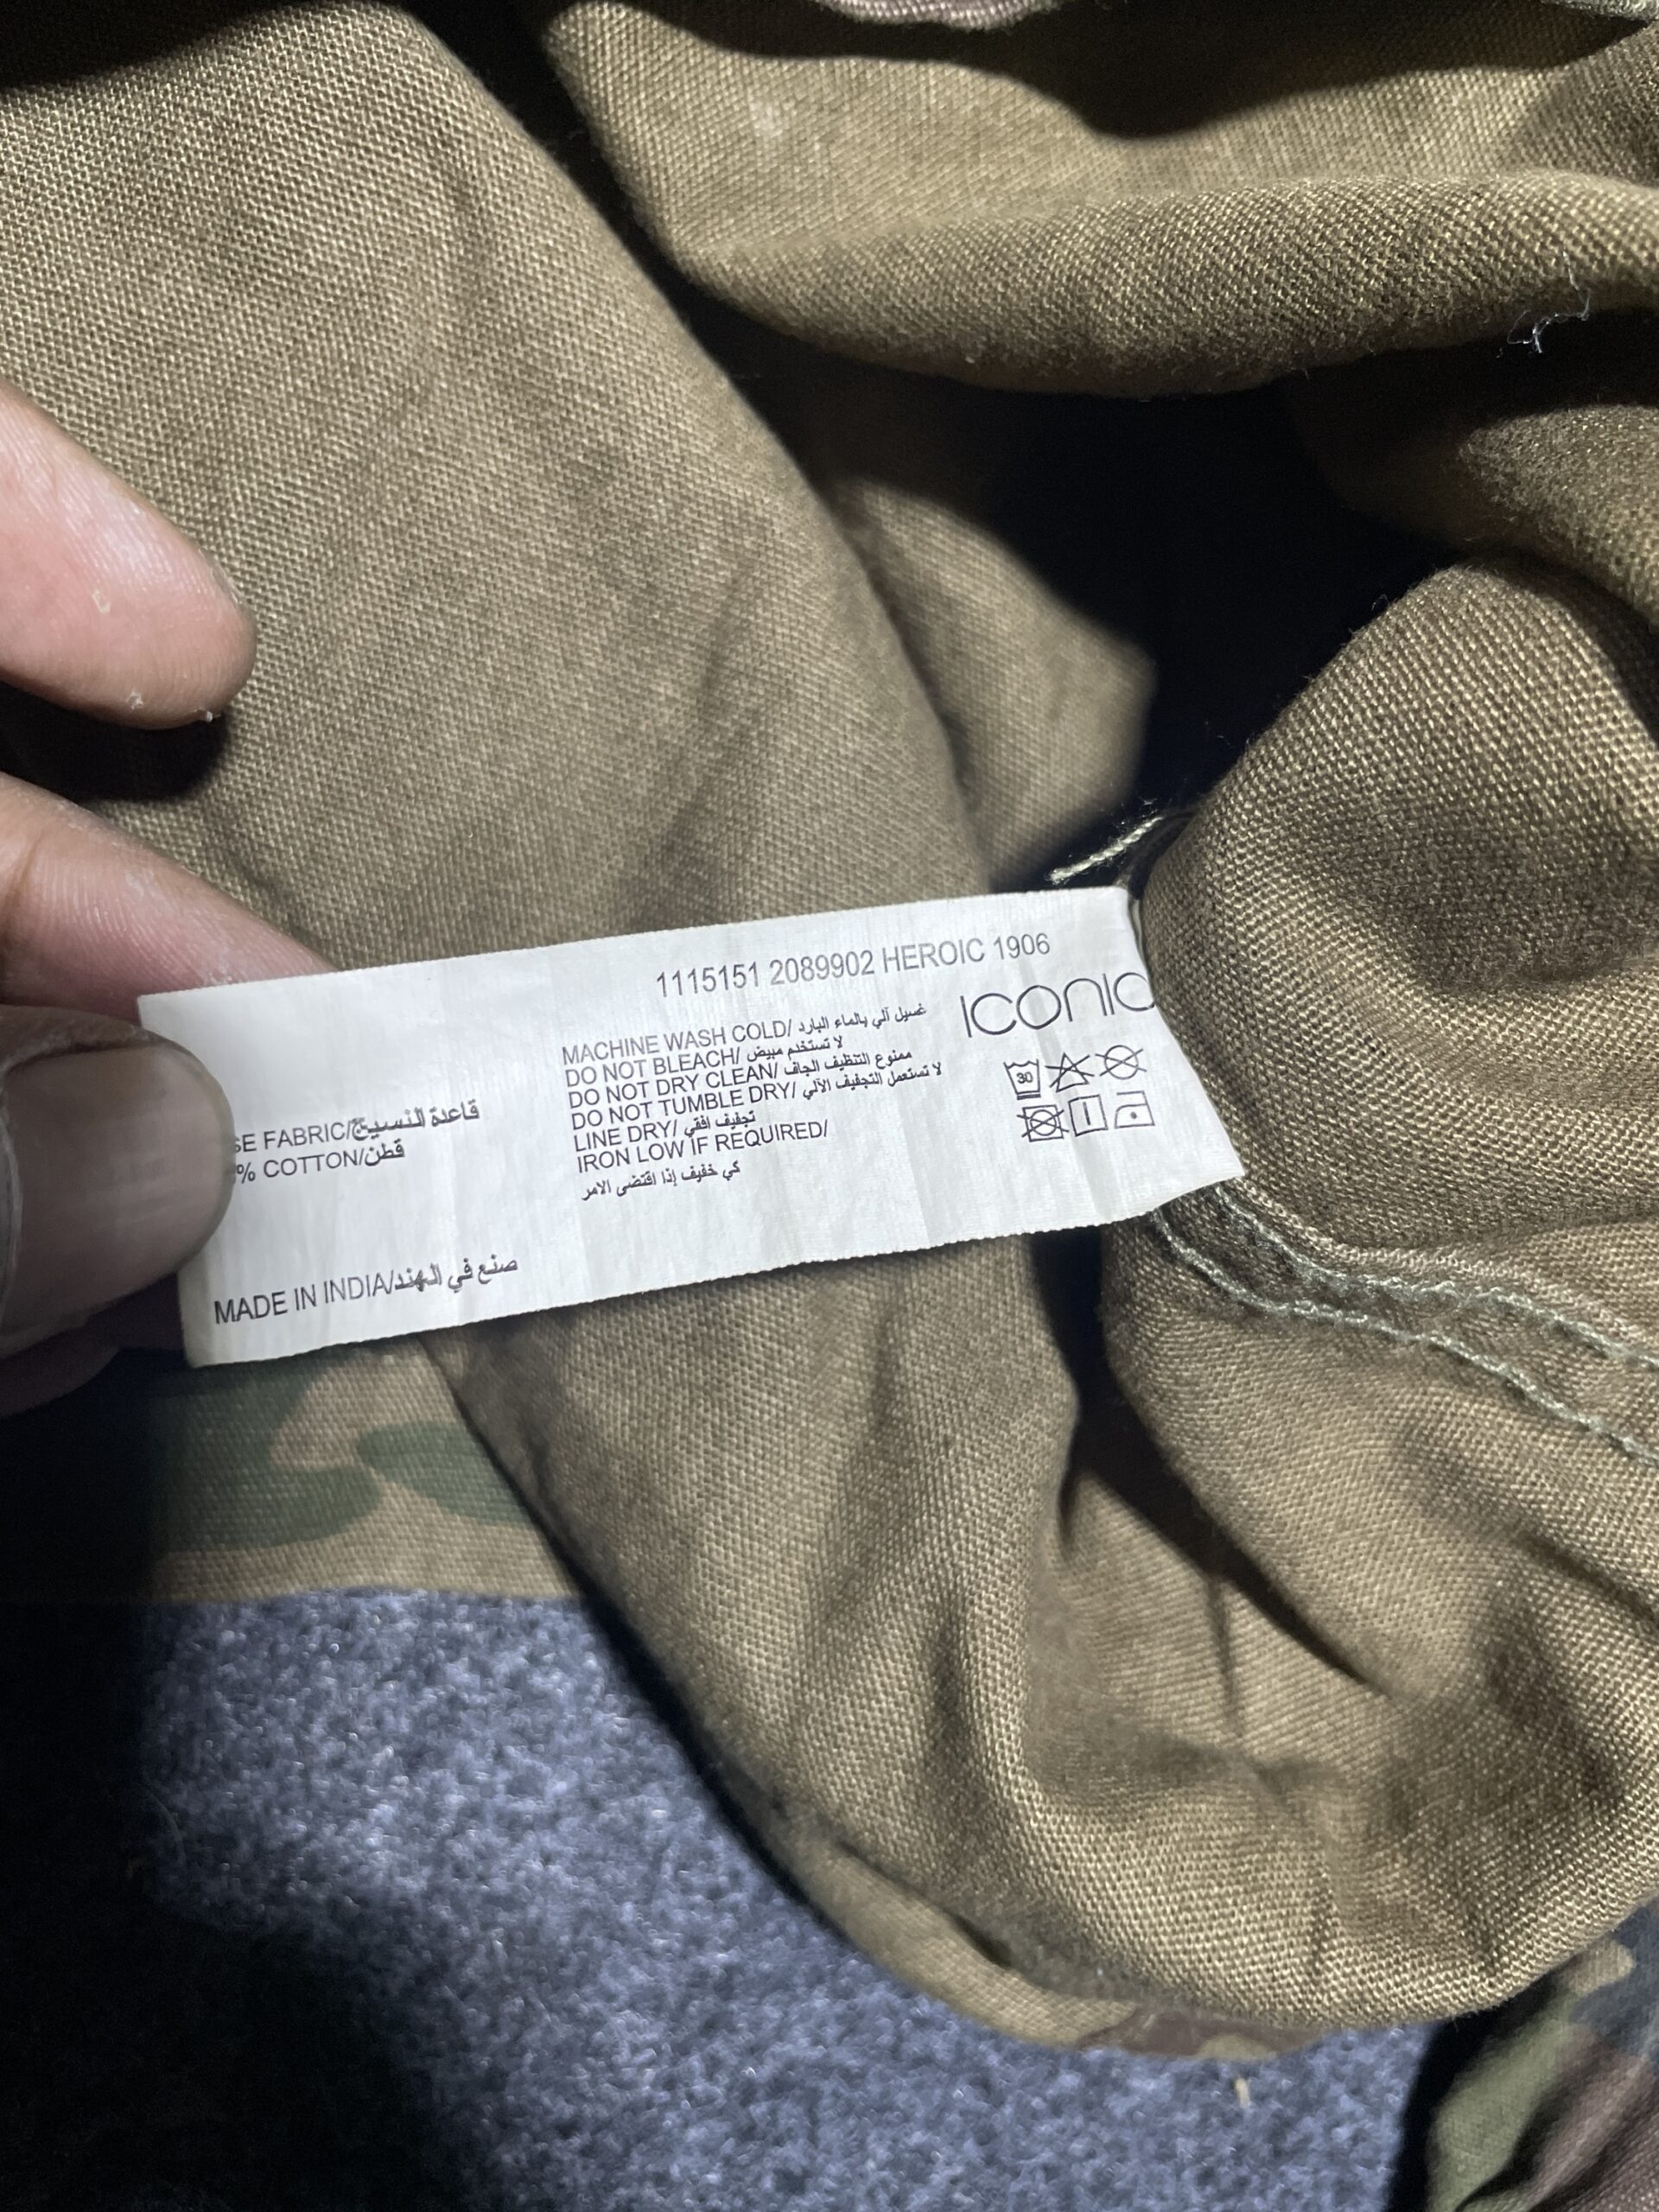 1115151 2089902 HEROIC 1906
ICONIC
MACHINE WASH COLD/ غسيل آلي بالماء البارد
DO NOT BLEACH/ لا تستخدم مبيض
DO NOT DRY CLEAN/ ممنوع التنظيف الجاف
DO NOT TUMBLE DRY/ لا تستعمل التجفيف الآلي
LINE DRY/ تجفيف افقي
IRON LOW IF REQUIRED/
كي خفيف إذا اقتضى الامر
30
FABRIC/قاعدة النسيج
% COTTON/قطن
MADE IN INDIA/صنع في الهند